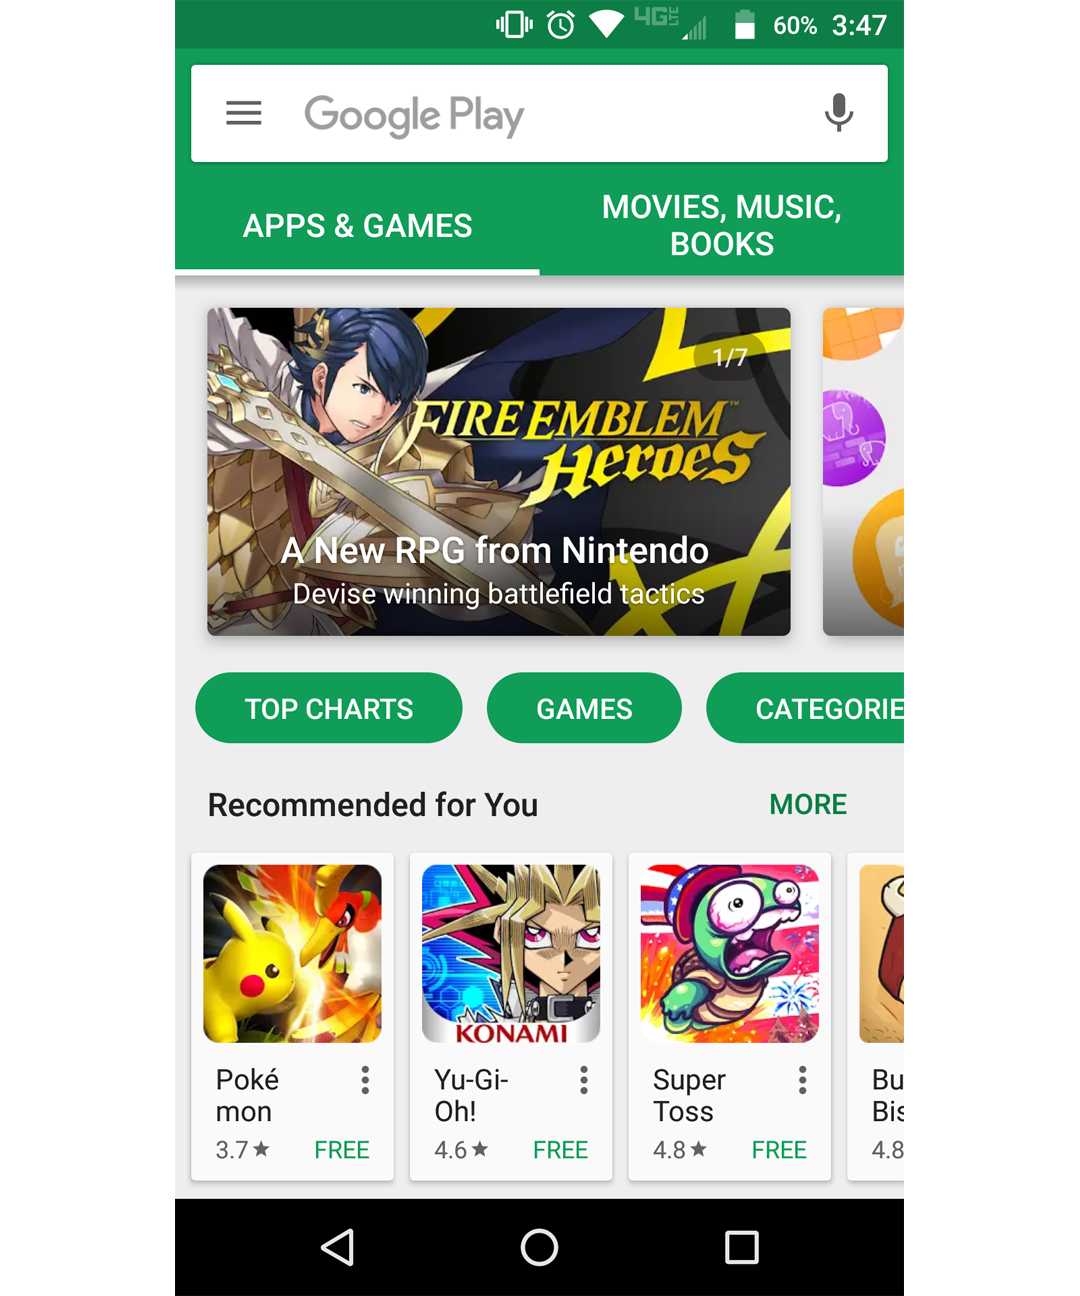 4G LTE 60% 3:47
Google Play
APPS & GAMES
MOVIES, MUSIC,
BOOKS
1/7
FIRE EMBLEM™
Heroes
A New RPG from Nintendo
Devise winning battlefield tactics
TOP CHARTS GAMES CATEGORIE
Recommended for You MORE
KONAMI
Poké
mon
3.7★ FREE
Yu-Gi-
Oh!
4.6★ FREE
Super
Toss
4.8★ FREE
Bu
Bis
4.8